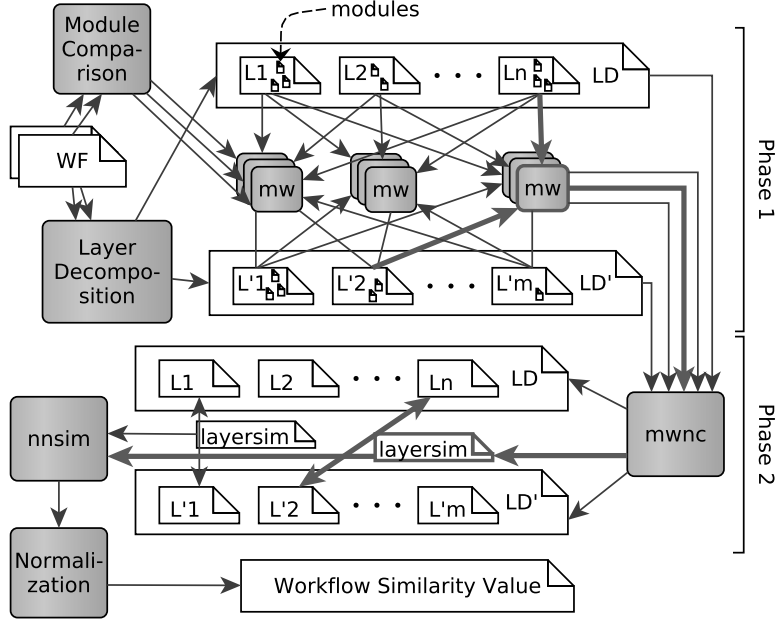 modules
Module
Compa-
rison
L1
L2
· · ·
Ln
LD
WF
mw
mw
mw
Phase 1
Layer
Decompo-
sition
L'1
L'2
· · ·
L'm
LD'
L1
L2
· · ·
Ln
LD
nnsim
layersim
layersim
mwnc
Phase 2
L'1
L'2
· · ·
L'm
LD'
Normali-
zation
Workflow Similarity Value